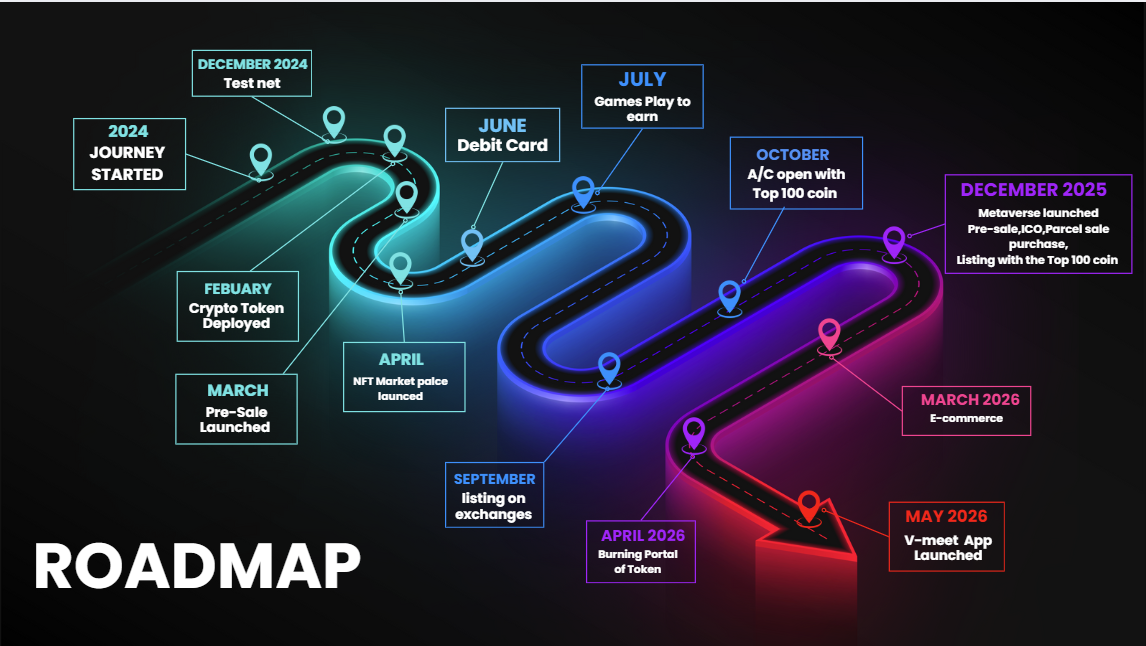 DECEMBER 2024
Test net
2024
JOURNEY
STARTED
FEBUARY
Crypto Token
Deployed
MARCH
Pre-Sale
Launched
APRIL
NFT Market palce
launced
JUNE
Debit Card
JULY
Games Play to
earn
SEPTEMBER
listing on
exchanges
OCTOBER
A/C open with
Top 100 coin
DECEMBER 2025
Metaverse launched
Pre-sale,ICO,Parcel sale
purchase,
Listing with the Top 100 coin
MARCH 2026
E-commerce
APRIL 2026
Burning Portal
of Token
MAY 2026
V-meet App
Launched
ROADMAP